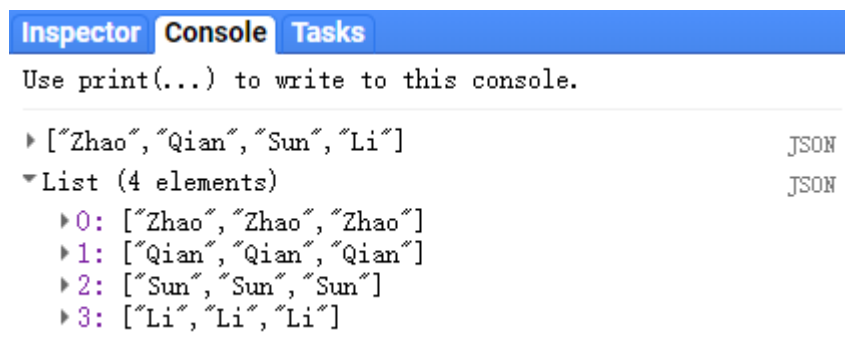 Inspector Console Tasks
Use print(...) to write to this console.
["Zhao","Qian","Sun","Li"] JSON
List (4 elements) JSON
0: ["Zhao","Zhao","Zhao"]
1: ["Qian","Qian","Qian"]
2: ["Sun","Sun","Sun"]
3: ["Li","Li","Li"]